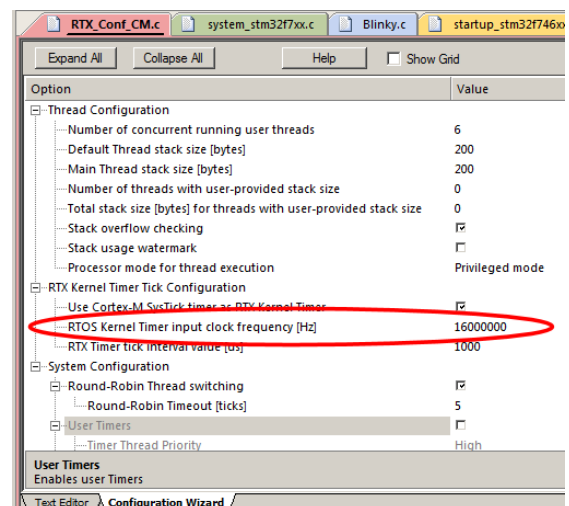 RTX_Conf_CM.c system_stm32f7xx.c Blinky.c startup_stm32f746xx
Expand All Collapse All Help Show Grid
Option Value
Thread Configuration
Number of concurrent running user threads 6
Default Thread stack size [bytes] 200
Main Thread stack size [bytes] 200
Number of threads with user-provided stack size 0
Total stack size [bytes] for threads with user-provided stack size 0
Stack overflow checking
Stack usage watermark
Processor mode for thread execution Privileged mode
RTX Kernel Timer Tick Configuration
Use Cortex-M SysTick timer as RTX Kernel Timer
RTOS Kernel Timer input clock frequency [Hz] 16000000
RTX Timer tick interval value [us] 1000
System Configuration
Round-Robin Thread switching
Round-Robin Timeout [ticks] 5
User Timers
Timer Thread Priority High
User Timers
Enables user Timers
Text Editor Configuration Wizard